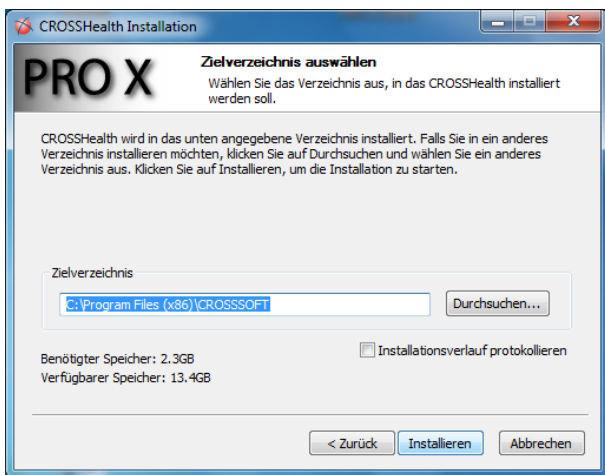 CROSSHealth Installation
PRO X
Zielverzeichnis auswählen
Wählen Sie das Verzeichnis aus, in das CROSSHealth installiert
werden soll.
CROSSHealth wird in das unten angegebene Verzeichnis installiert. Falls Sie in ein anderes
Verzeichnis installieren möchten, klicken Sie auf Durchsuchen und wählen Sie ein anderes
Verzeichnis aus. Klicken Sie auf Installieren, um die Installation zu starten.
Zielverzeichnis
C:\Program Files (x86)\CROSSSOFT
Durchsuchen...
Installationsverlauf protokollieren
Benötigter Speicher: 2.3GB
Verfügbarer Speicher: 13.4GB
< Zurück
Installieren
Abbrechen